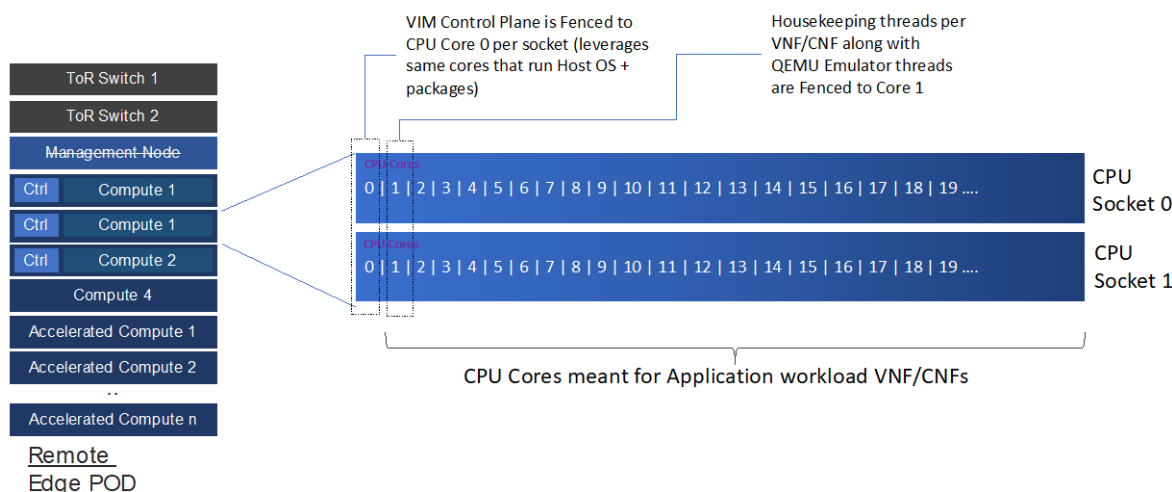 VIM Control Plane is Fenced to
CPU Core 0 per socket (leverages
same cores that run Host OS +
packages)
Housekeeping threads per
VNF/CNF along with
QEMU Emulator threads
are Fenced to Core 1
ToR Switch 1
ToR Switch 2
Management Node
Ctrl Compute 1
Ctrl Compute 1
Ctrl Compute 2
Compute 4
Accelerated Compute 1
Accelerated Compute 2
..
Accelerated Compute n
Remote
Edge POD
CPU Cores
0 | 1 | 2 | 3 | 4 | 5 | 6 | 7 | 8 | 9 | 10 | 11 | 12 | 13 | 14 | 15 | 16 | 17 | 18 | 19 ....
CPU
Socket 0
CPU Cores
0 | 1 | 2 | 3 | 4 | 5 | 6 | 7 | 8 | 9 | 10 | 11 | 12 | 13 | 14 | 15 | 16 | 17 | 18 | 19 ....
CPU
Socket 1
CPU Cores meant for Application workload VNF/CNFs